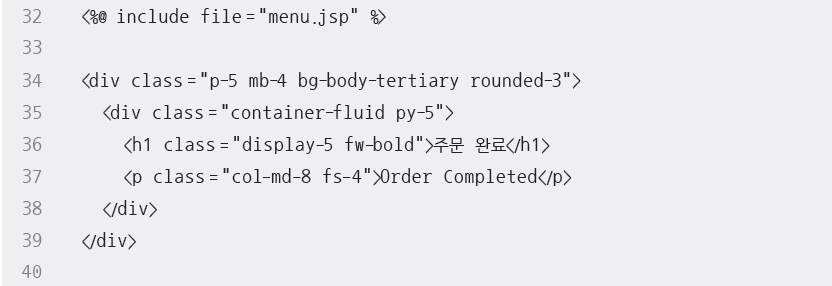 32 <%@ include file="menu.jsp" %>
33
34 <div class="p-5 mb-4 bg-body-tertiary rounded-3">
35   <div class="container-fluid py-5">
36     <h1 class="display-5 fw-bold">주문 완료</h1>
37     <p class="col-md-8 fs-4">Order Completed</p>
38   </div>
39 </div>
40